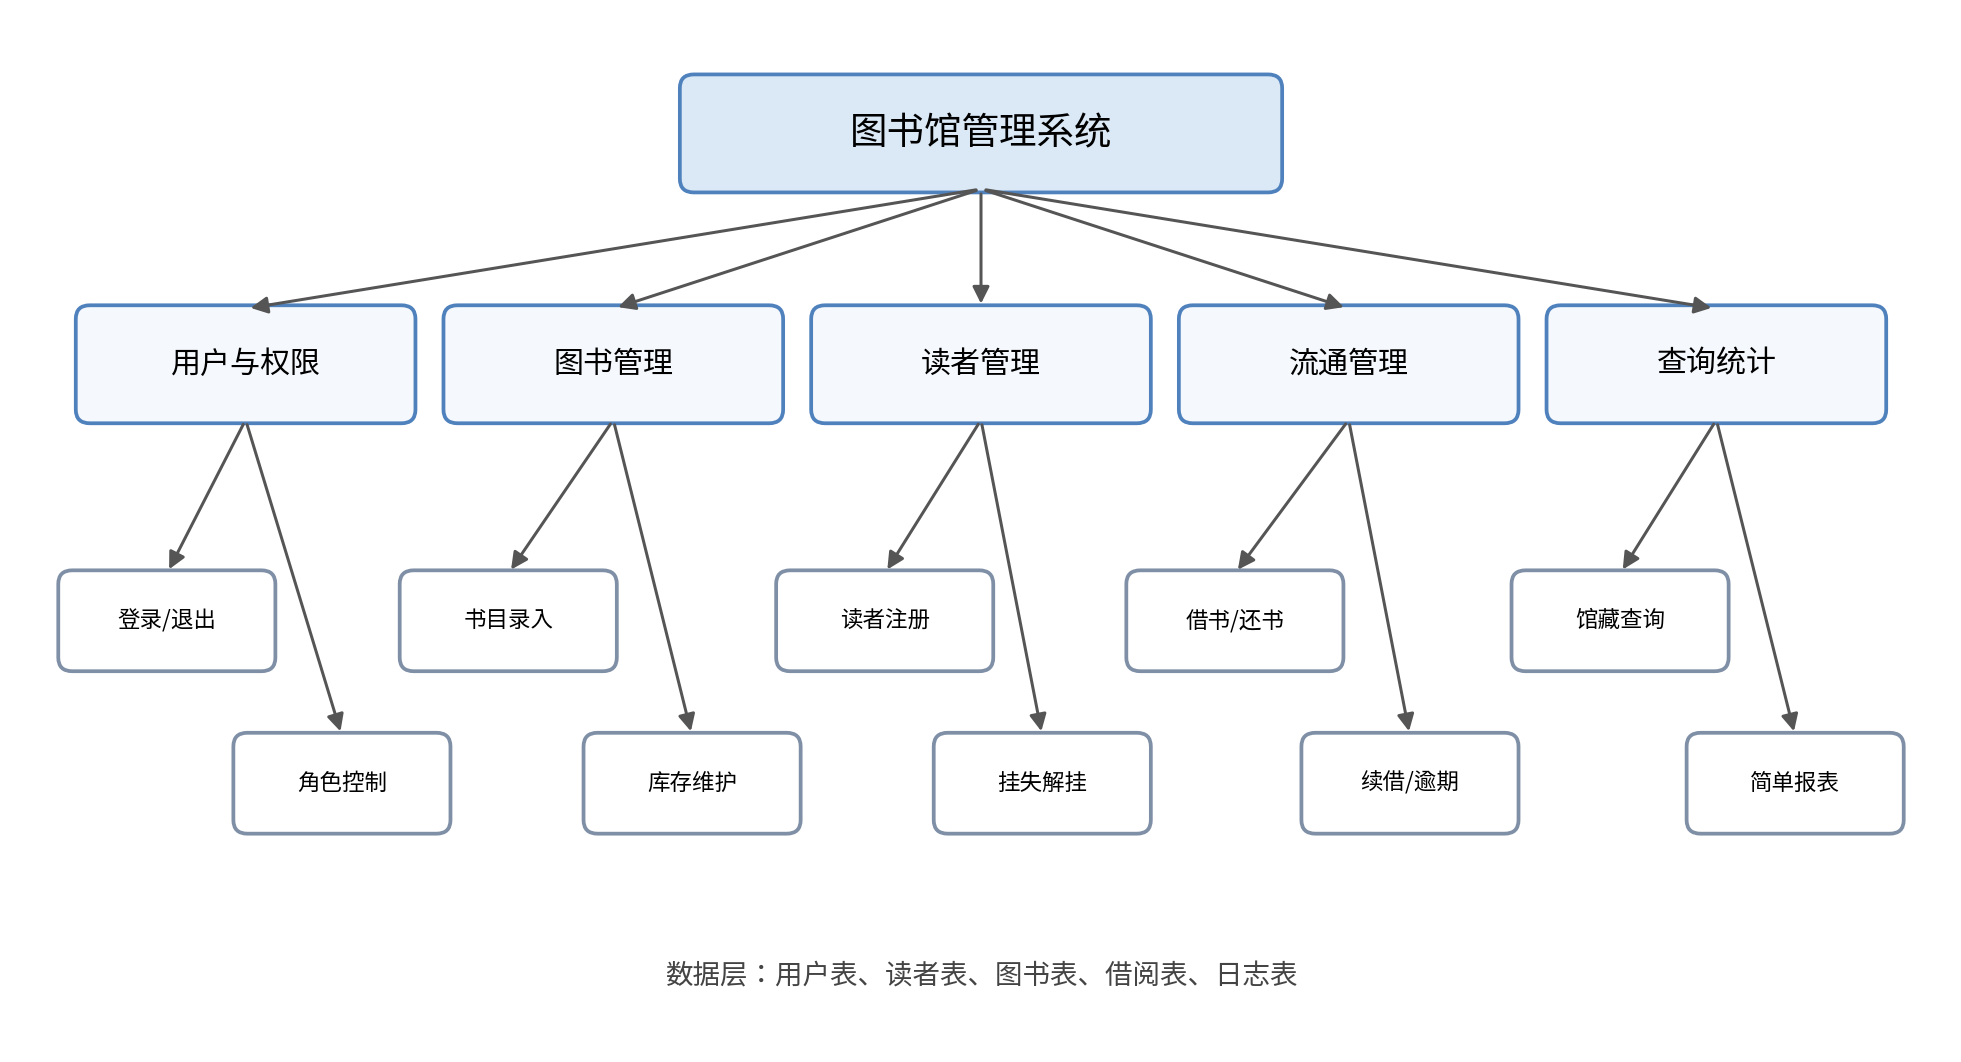 图书馆管理系统
用户与权限
图书管理
读者管理
流通管理
查询统计
登录/退出
书目录入
读者注册
借书/还书
馆藏查询
角色控制
库存维护
挂失解挂
续借/逾期
简单报表
数据层：用户表、读者表、图书表、借阅表、日志表